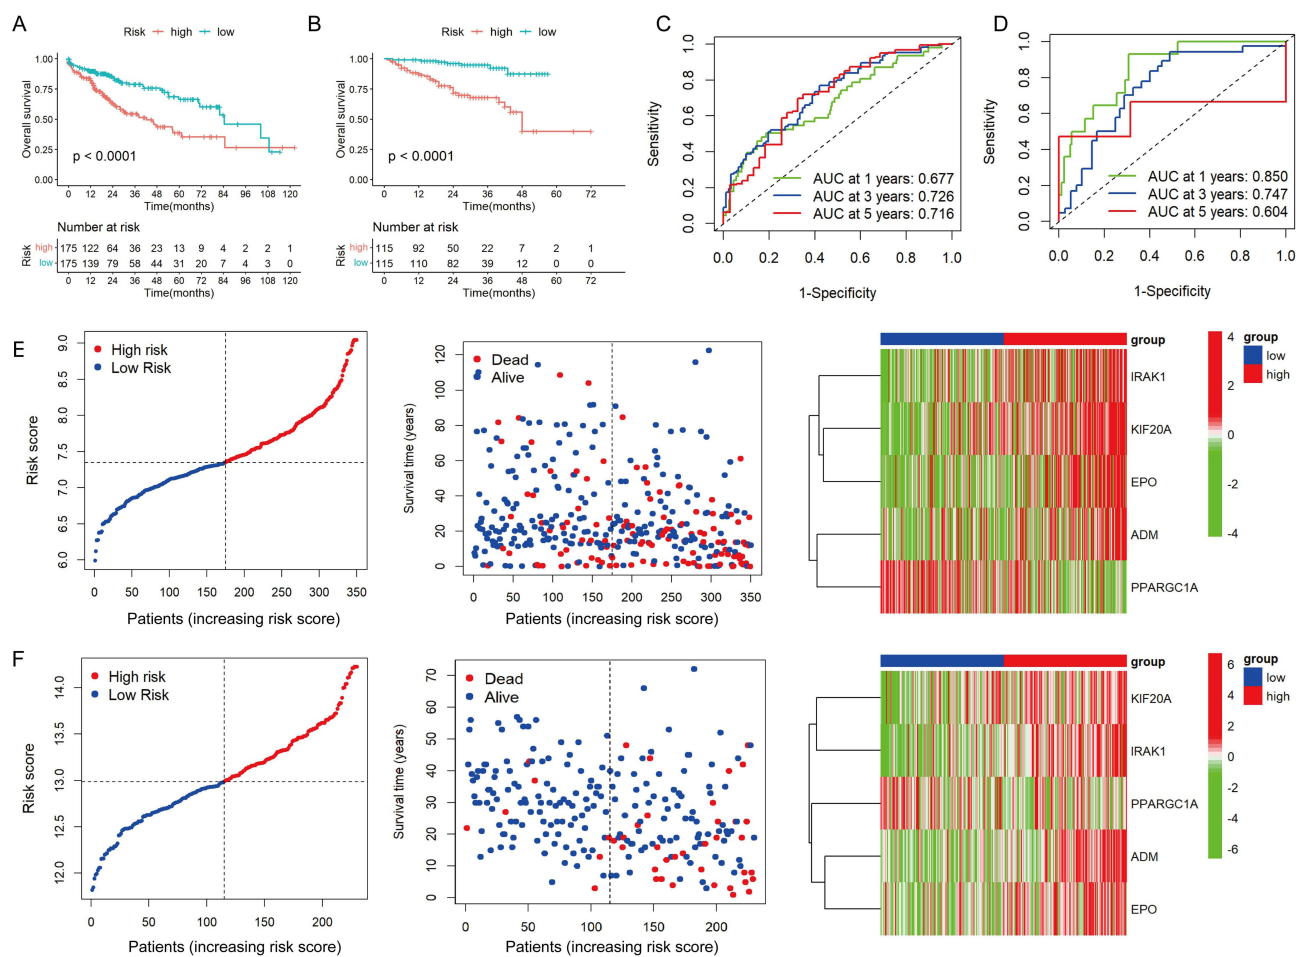 A
Risk high low
Overall survival
1.00
0.75
0.50
0.25
0.00
p < 0.0001
0 12 24 36 48 60 72 84 96 108 120
Time(months)
Number at risk
Risk
high 175 122 64 36 23 13 9 4 2 2 1
low 175 139 79 58 44 31 20 7 4 3 0
0 12 24 36 48 60 72 84 96 108 120
Time(months)
B
Risk high low
Overall survival
1.00
0.75
0.50
0.25
0.00
p < 0.0001
0 12 24 36 48 60 72
Time(months)
Number at risk
Risk
high 115 92 50 22 7 2 1
low 115 110 82 39 12 0 0
0 12 24 36 48 60 72
Time(months)
C
Sensitivity
1.0
0.8
0.6
0.4
0.2
0.0
AUC at 1 years: 0.677
AUC at 3 years: 0.726
AUC at 5 years: 0.716
0.0 0.2 0.4 0.6 0.8 1.0
1-Specificity
D
Sensitivity
1.0
0.8
0.6
0.4
0.2
0.0
AUC at 1 years: 0.850
AUC at 3 years: 0.747
AUC at 5 years: 0.604
0.0 0.2 0.4 0.6 0.8 1.0
1-Specificity
E
Risk score
9.0
8.5
8.0
7.5
7.0
6.5
6.0
High risk
Low Risk
0 50 100 150 200 250 300 350
Patients (increasing risk score)
Survival time (years)
120
100
80
60
40
20
0
Dead
Alive
0 50 100 150 200 250 300 350
Patients (increasing risk score)
group
IRAK1
KIF20A
EPO
ADM
PPARGC1A
4
2
0
-2
-4
group
low
high
F
Risk score
14.0
13.5
13.0
12.5
12.0
High risk
Low Risk
0 50 100 150 200
Patients (increasing risk score)
Survival time (years)
70
60
50
40
30
20
10
0
Dead
Alive
0 50 100 150 200
Patients (increasing risk score)
group
KIF20A
IRAK1
PPARGC1A
ADM
EPO
6
4
2
0
-2
-4
-6
group
low
high